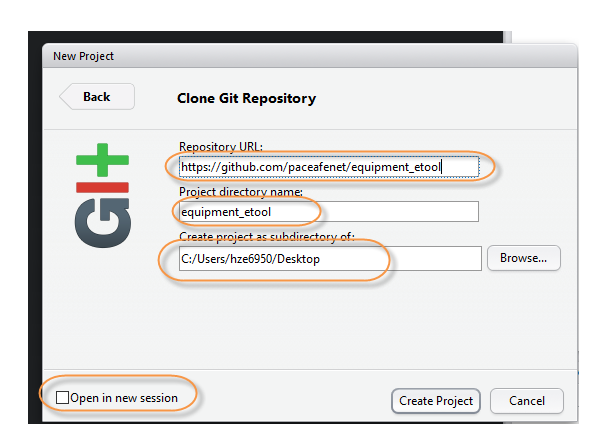 New Project
Back
Clone Git Repository
Repository URL:
https://github.com/paceafenet/equipment_etool
Project directory name:
equipment_etool
Create project as subdirectory of:
C:/Users/hze6950/Desktop
Browse...
Open in new session
Create Project
Cancel
git